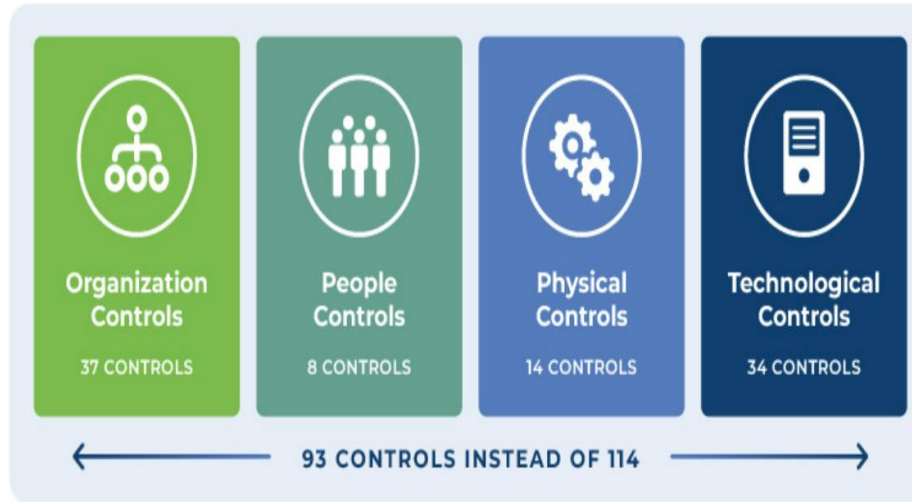 Organization
Controls
37 CONTROLS
People
Controls
8 CONTROLS
Physical
Controls
14 CONTROLS
Technological
Controls
34 CONTROLS
93 CONTROLS INSTEAD OF 114